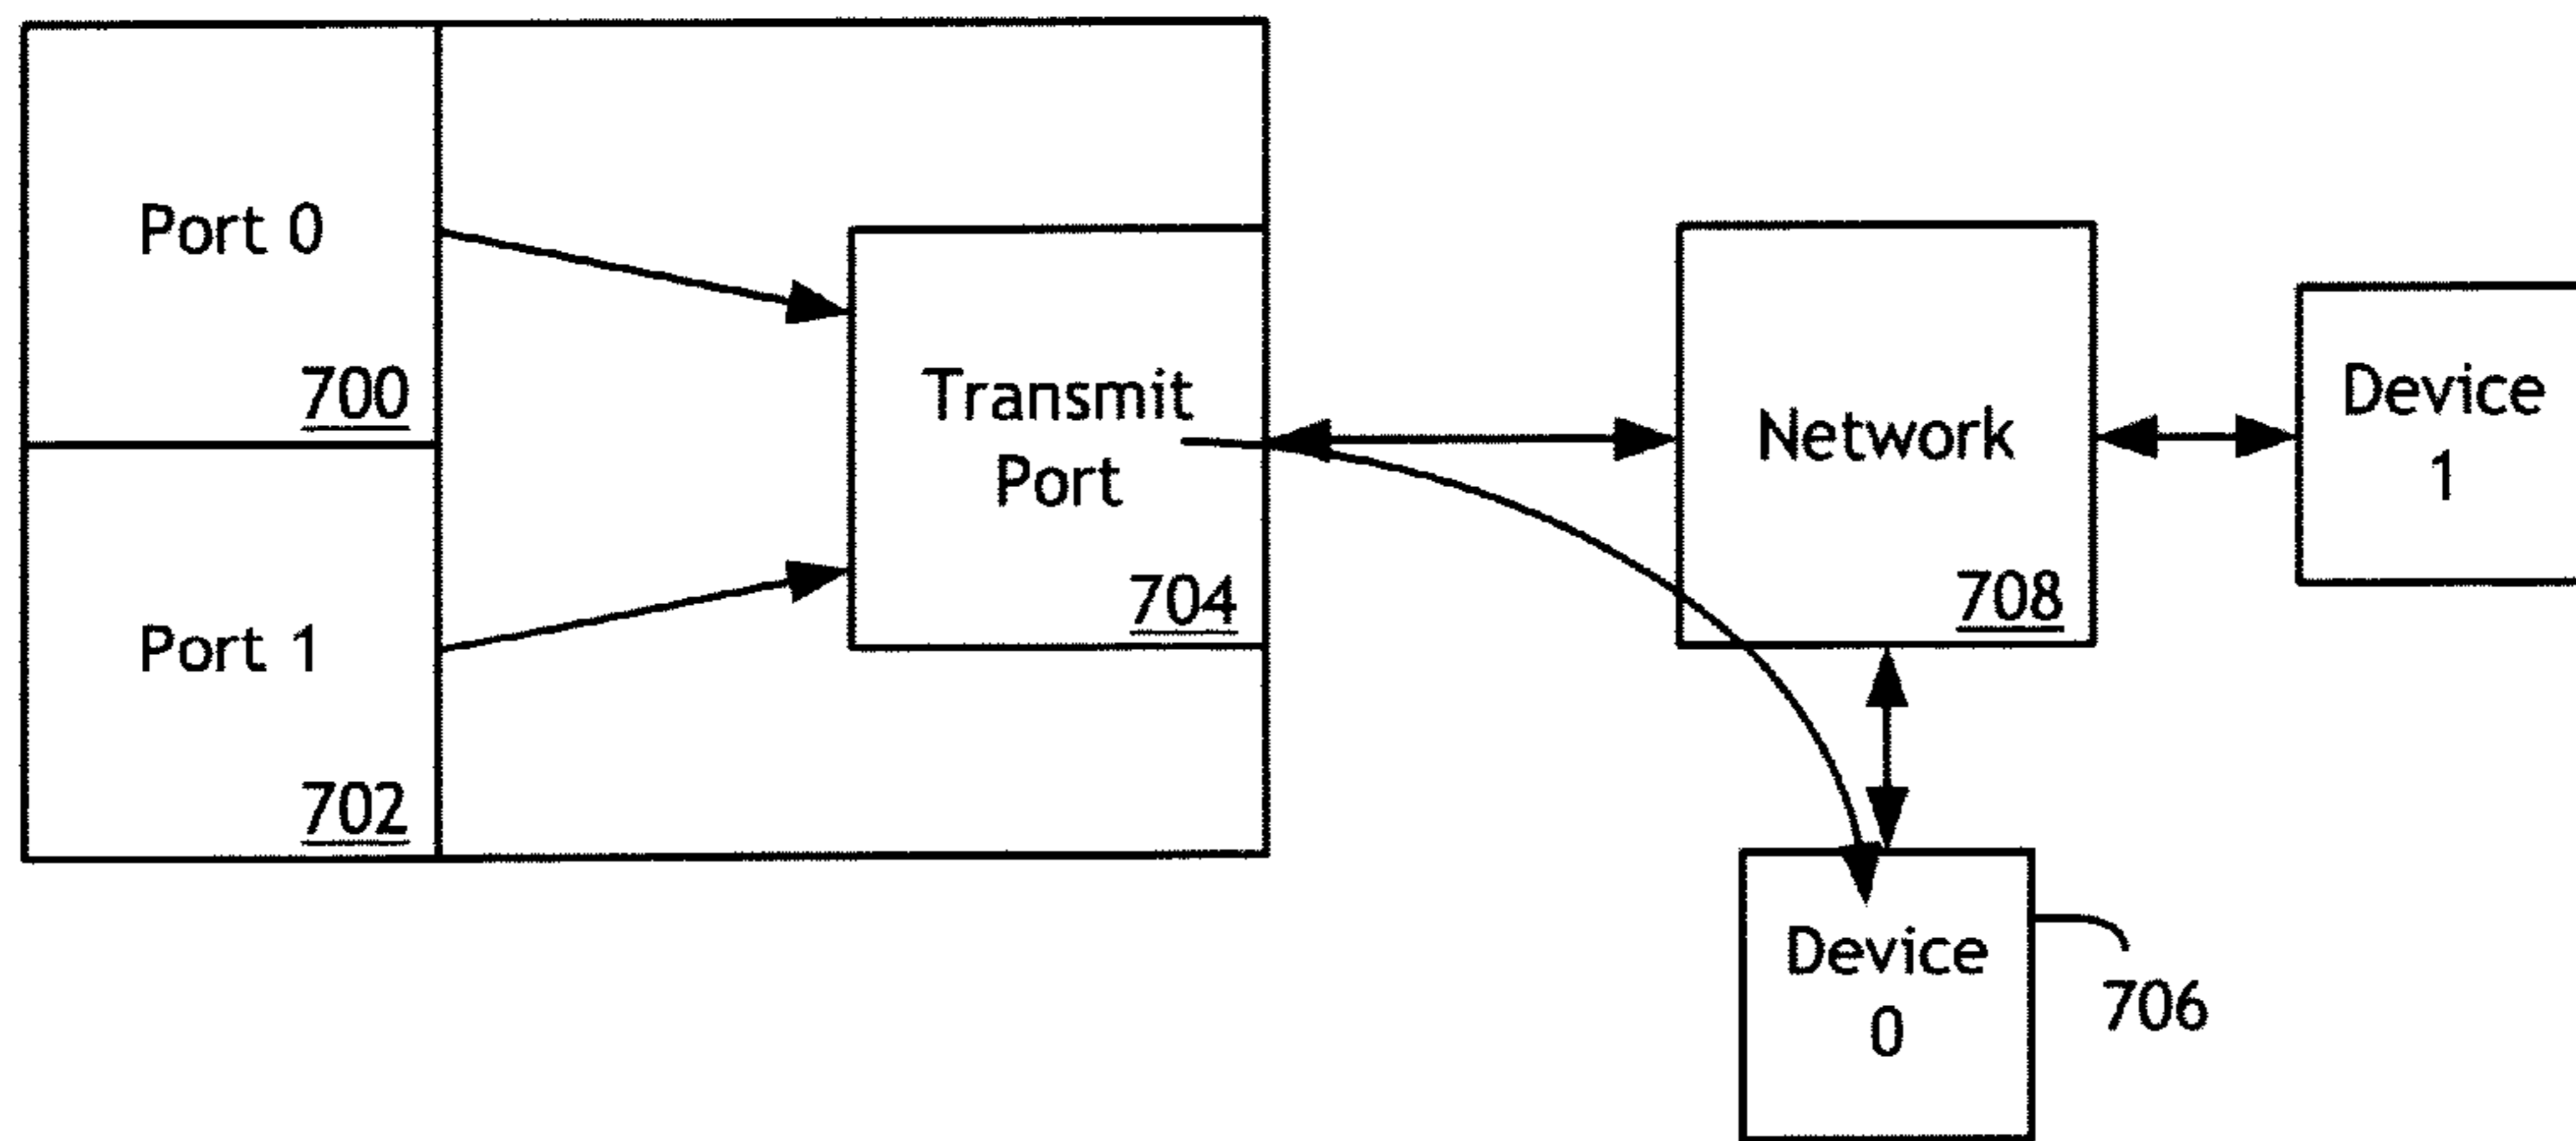 Port 0
700
Port 1
702
Transmit
Port
704
Network
708
Device
1
Device
0
706